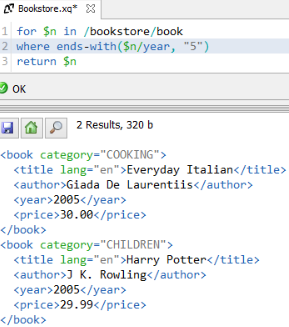 Bookstore.xq*
1 for $n in /bookstore/book
2 where ends-with($n/year, "5")
3 return $n
OK
2 Results, 320 b
<book category="COOKING">
  <title lang="en">Everyday Italian</title>
  <author>Giada De Laurentiis</author>
  <year>2005</year>
  <price>30.00</price>
</book>
<book category="CHILDREN">
  <title lang="en">Harry Potter</title>
  <author>J K. Rowling</author>
  <year>2005</year>
  <price>29.99</price>
</book>